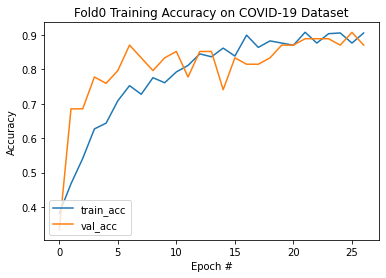 Fold0 Training Accuracy on COVID-19 Dataset
Accuracy
0.9
0.8
0.7
0.6
0.5
0.4
train_acc
val_acc
0 5 10 15 20 25
Epoch #